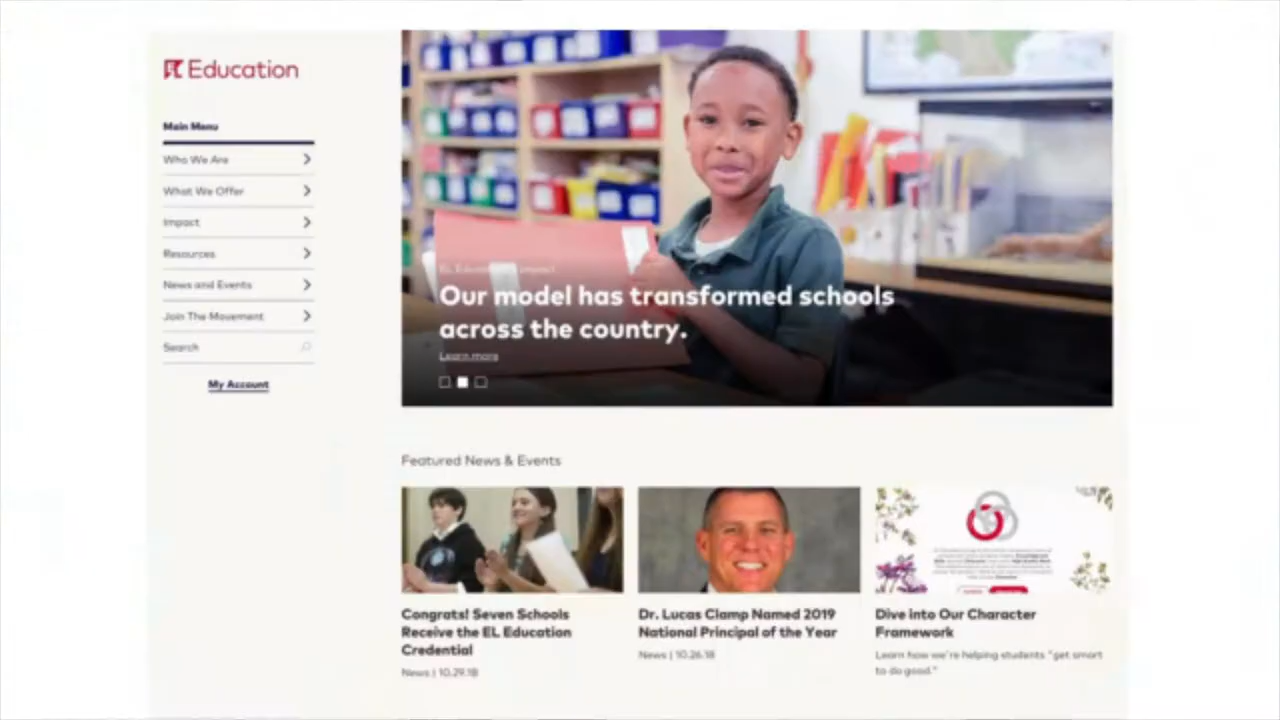 EL Education
Main Menu
Who We Are
What We Offer
Impact
Resources
News and Events
Join The Movement
Search
My Account
Our model has transformed schools
across the country.
Learn more
Featured News & Events
Congrats! Seven Schools
Receive the EL Education
Credential
News | 10.29.18
Dr. Lucas Clamp Named 2019
National Principal of the Year
News | 10.26.18
Dive into Our Character
Framework
Learn how we're helping students "get smart
to do good."